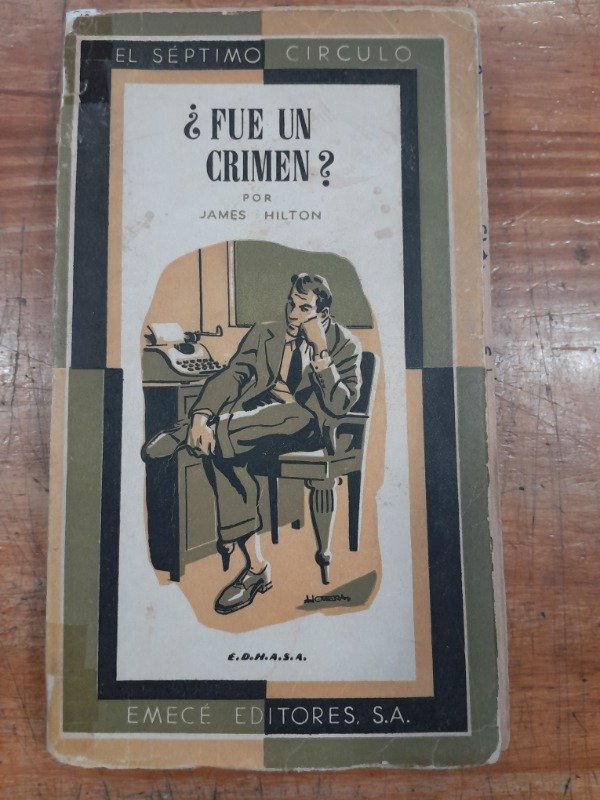 EL SÉPTIMO CIRCULO
¿ FUE UN
CRIMEN ?
POR
JAMES HILTON
E.D.H.A.S.A.
EMECÉ EDITORES, S.A.